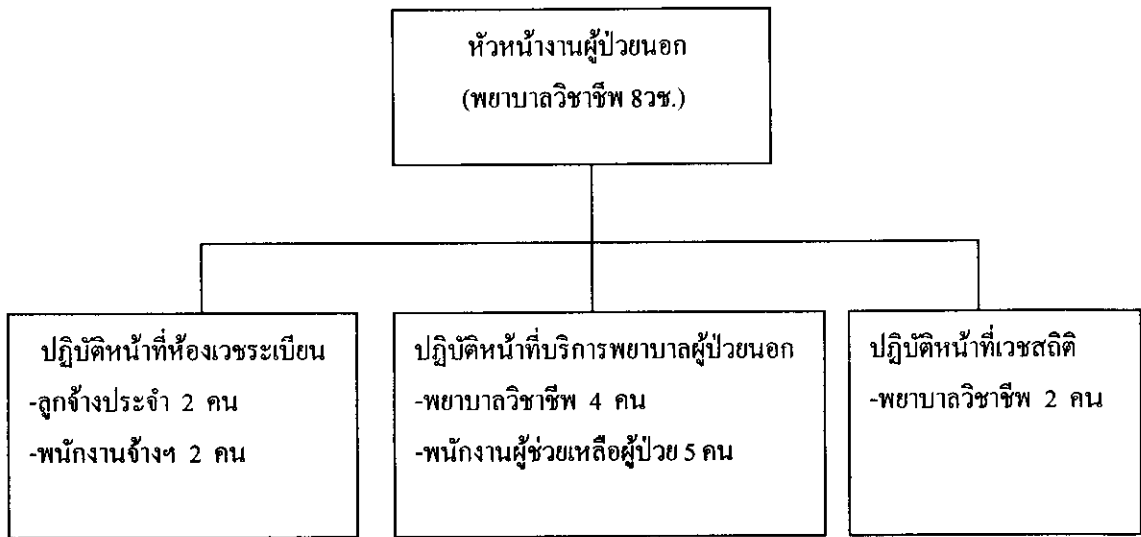 หัวหน้างานผู้ป่วยนอก
(พยาบาลวิชาชีพ 8วช.)
ปฏิบัติหน้าที่ห้องเวชระเบียน
-ลูกจ้างประจำ 2 คน
-พนักงานจ้างฯ 2 คน
ปฏิบัติหน้าที่บริการพยาบาลผู้ป่วยนอก
-พยาบาลวิชาชีพ 4 คน
-พนักงานผู้ช่วยเหลือผู้ป่วย 5 คน
ปฏิบัติหน้าที่เวชสถิติ
-พยาบาลวิชาชีพ 2 คน